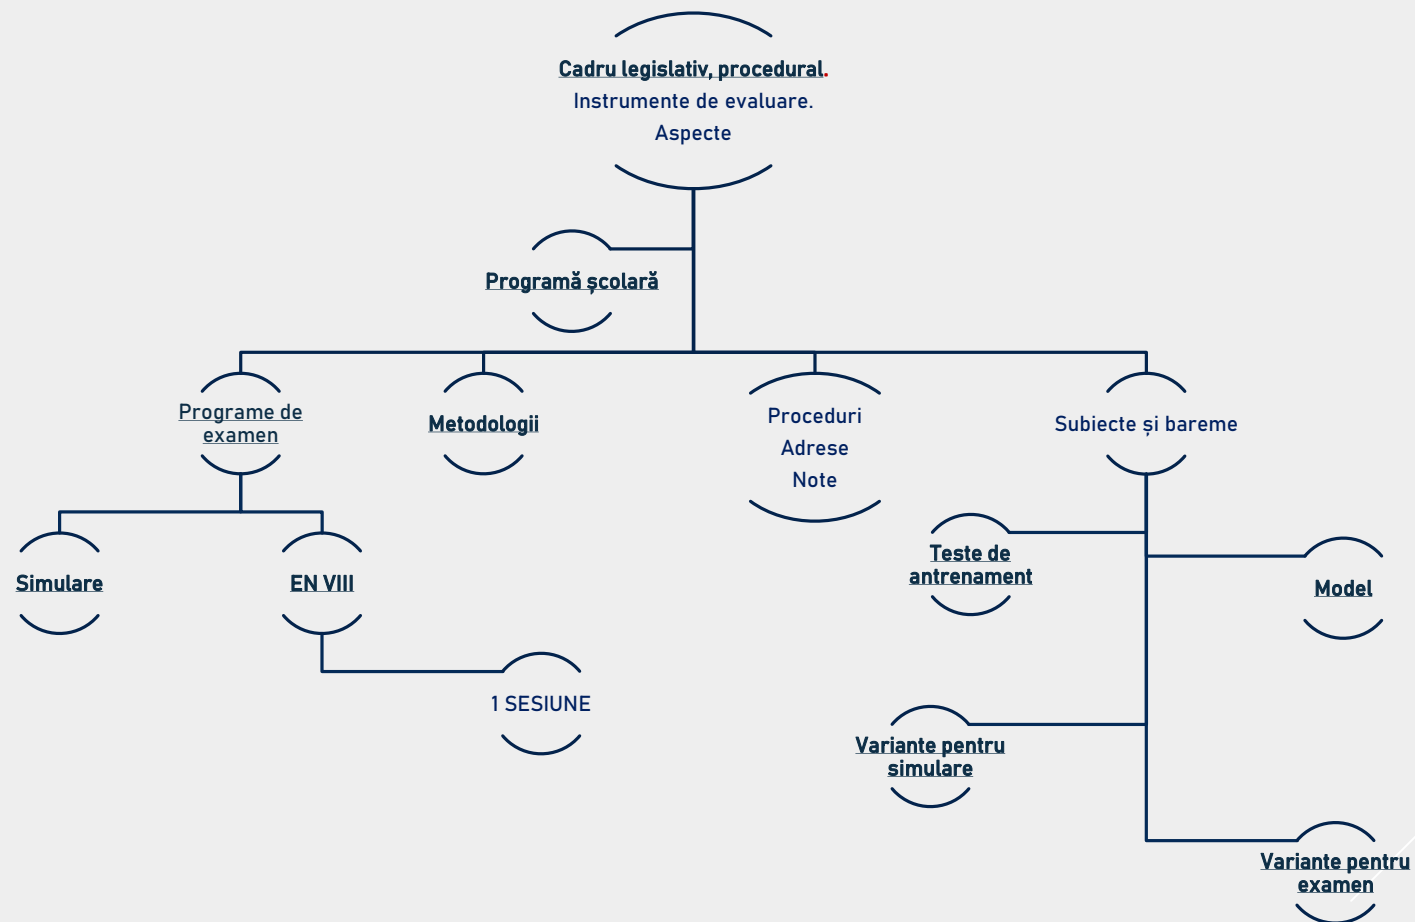 Cadru legislativ, procedural.
Instrumente de evaluare.
Aspecte
Programă școlară
Programe de
examen
Metodologii
Proceduri
Adrese
Note
Subiecte și bareme
Simulare
EN VIII
1 SESIUNE
Teste de
antrenament
Model
Variante pentru
simulare
Variante pentru
examen